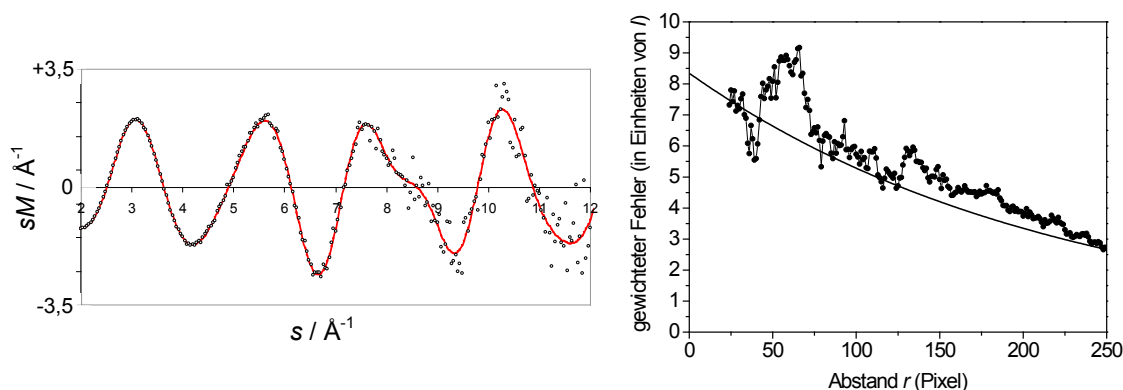 +3,5
0
-3,5
2 3 4 5 6 7 8 9 10 11 12
sM / Å-1
s / Å-1
10
9
8
7
6
5
4
3
2
1
0
0 50 100 150 200 250
gewichteter Fehler (in Einheiten von I)
Abstand r (Pixel)